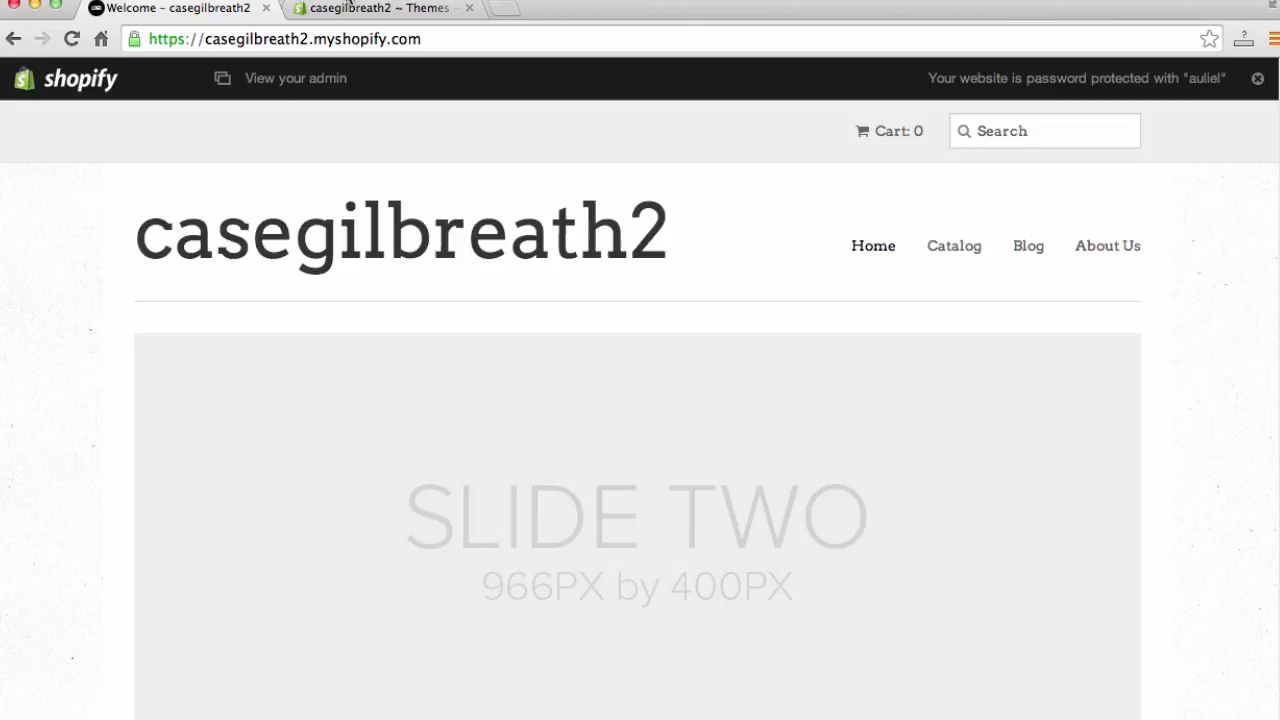 Welcome - casegilbreath2
casegilbreath2 ~ Themes
https://casegilbreath2.myshopify.com
shopify
View your admin
Your website is password protected with "auliel"
Cart: 0
Search
casegilbreath2
Home
Catalog
Blog
About Us
SLIDE TWO
966PX by 400PX